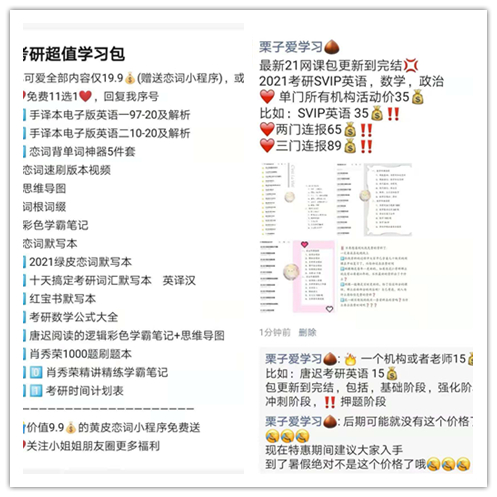 考研超值学习包
可爱全部内容仅19.9💰(赠送恋词小程序)，或
❤️免费11选1❤️，回复我序号
手译本电子版英语一97-20及解析
手译本电子版英语二10-20及解析
恋词背单词神器5件套
恋词速刷版本视频
思维导图
词根词缀
彩色学霸笔记
恋词默写本
2021绿皮恋词默写本
十天搞定考研词汇默写本 英译汉
红宝书默写本
考研数学公式大全
唐迟阅读的逻辑彩色学霸笔记+思维导图
肖秀荣1000题刷题本
0️⃣ 肖秀荣精讲精练学霸笔记
1️⃣ 考研时间计划表
价值9.9💰的黄皮恋词小程序免费送
❤️关注小姐姐朋友圈更多福利
栗子爱学习🌰
最新21网课包更新到完结💢
2021考研SVIP英语，数学，政治
❤️ 单门所有机构活动价35💰
比如：SVIP英语 35💰‼️
❤️两门连报65💰‼️
❤️三门连报89💰‼️
1分钟前 删除
栗子爱学习🌰: 🔥 一个机构或者老师15💰
比如：唐迟考研英语 15💰
包更新到完结，包括，基础阶段，强化阶
冲刺阶段，‼️ 押题阶段
栗子爱学习🌰: 后期可能就没有这个价格了
😪😪😪
现在特惠期间建议大家入手
到了暑假绝对不是这个价格了哦😪😪😪